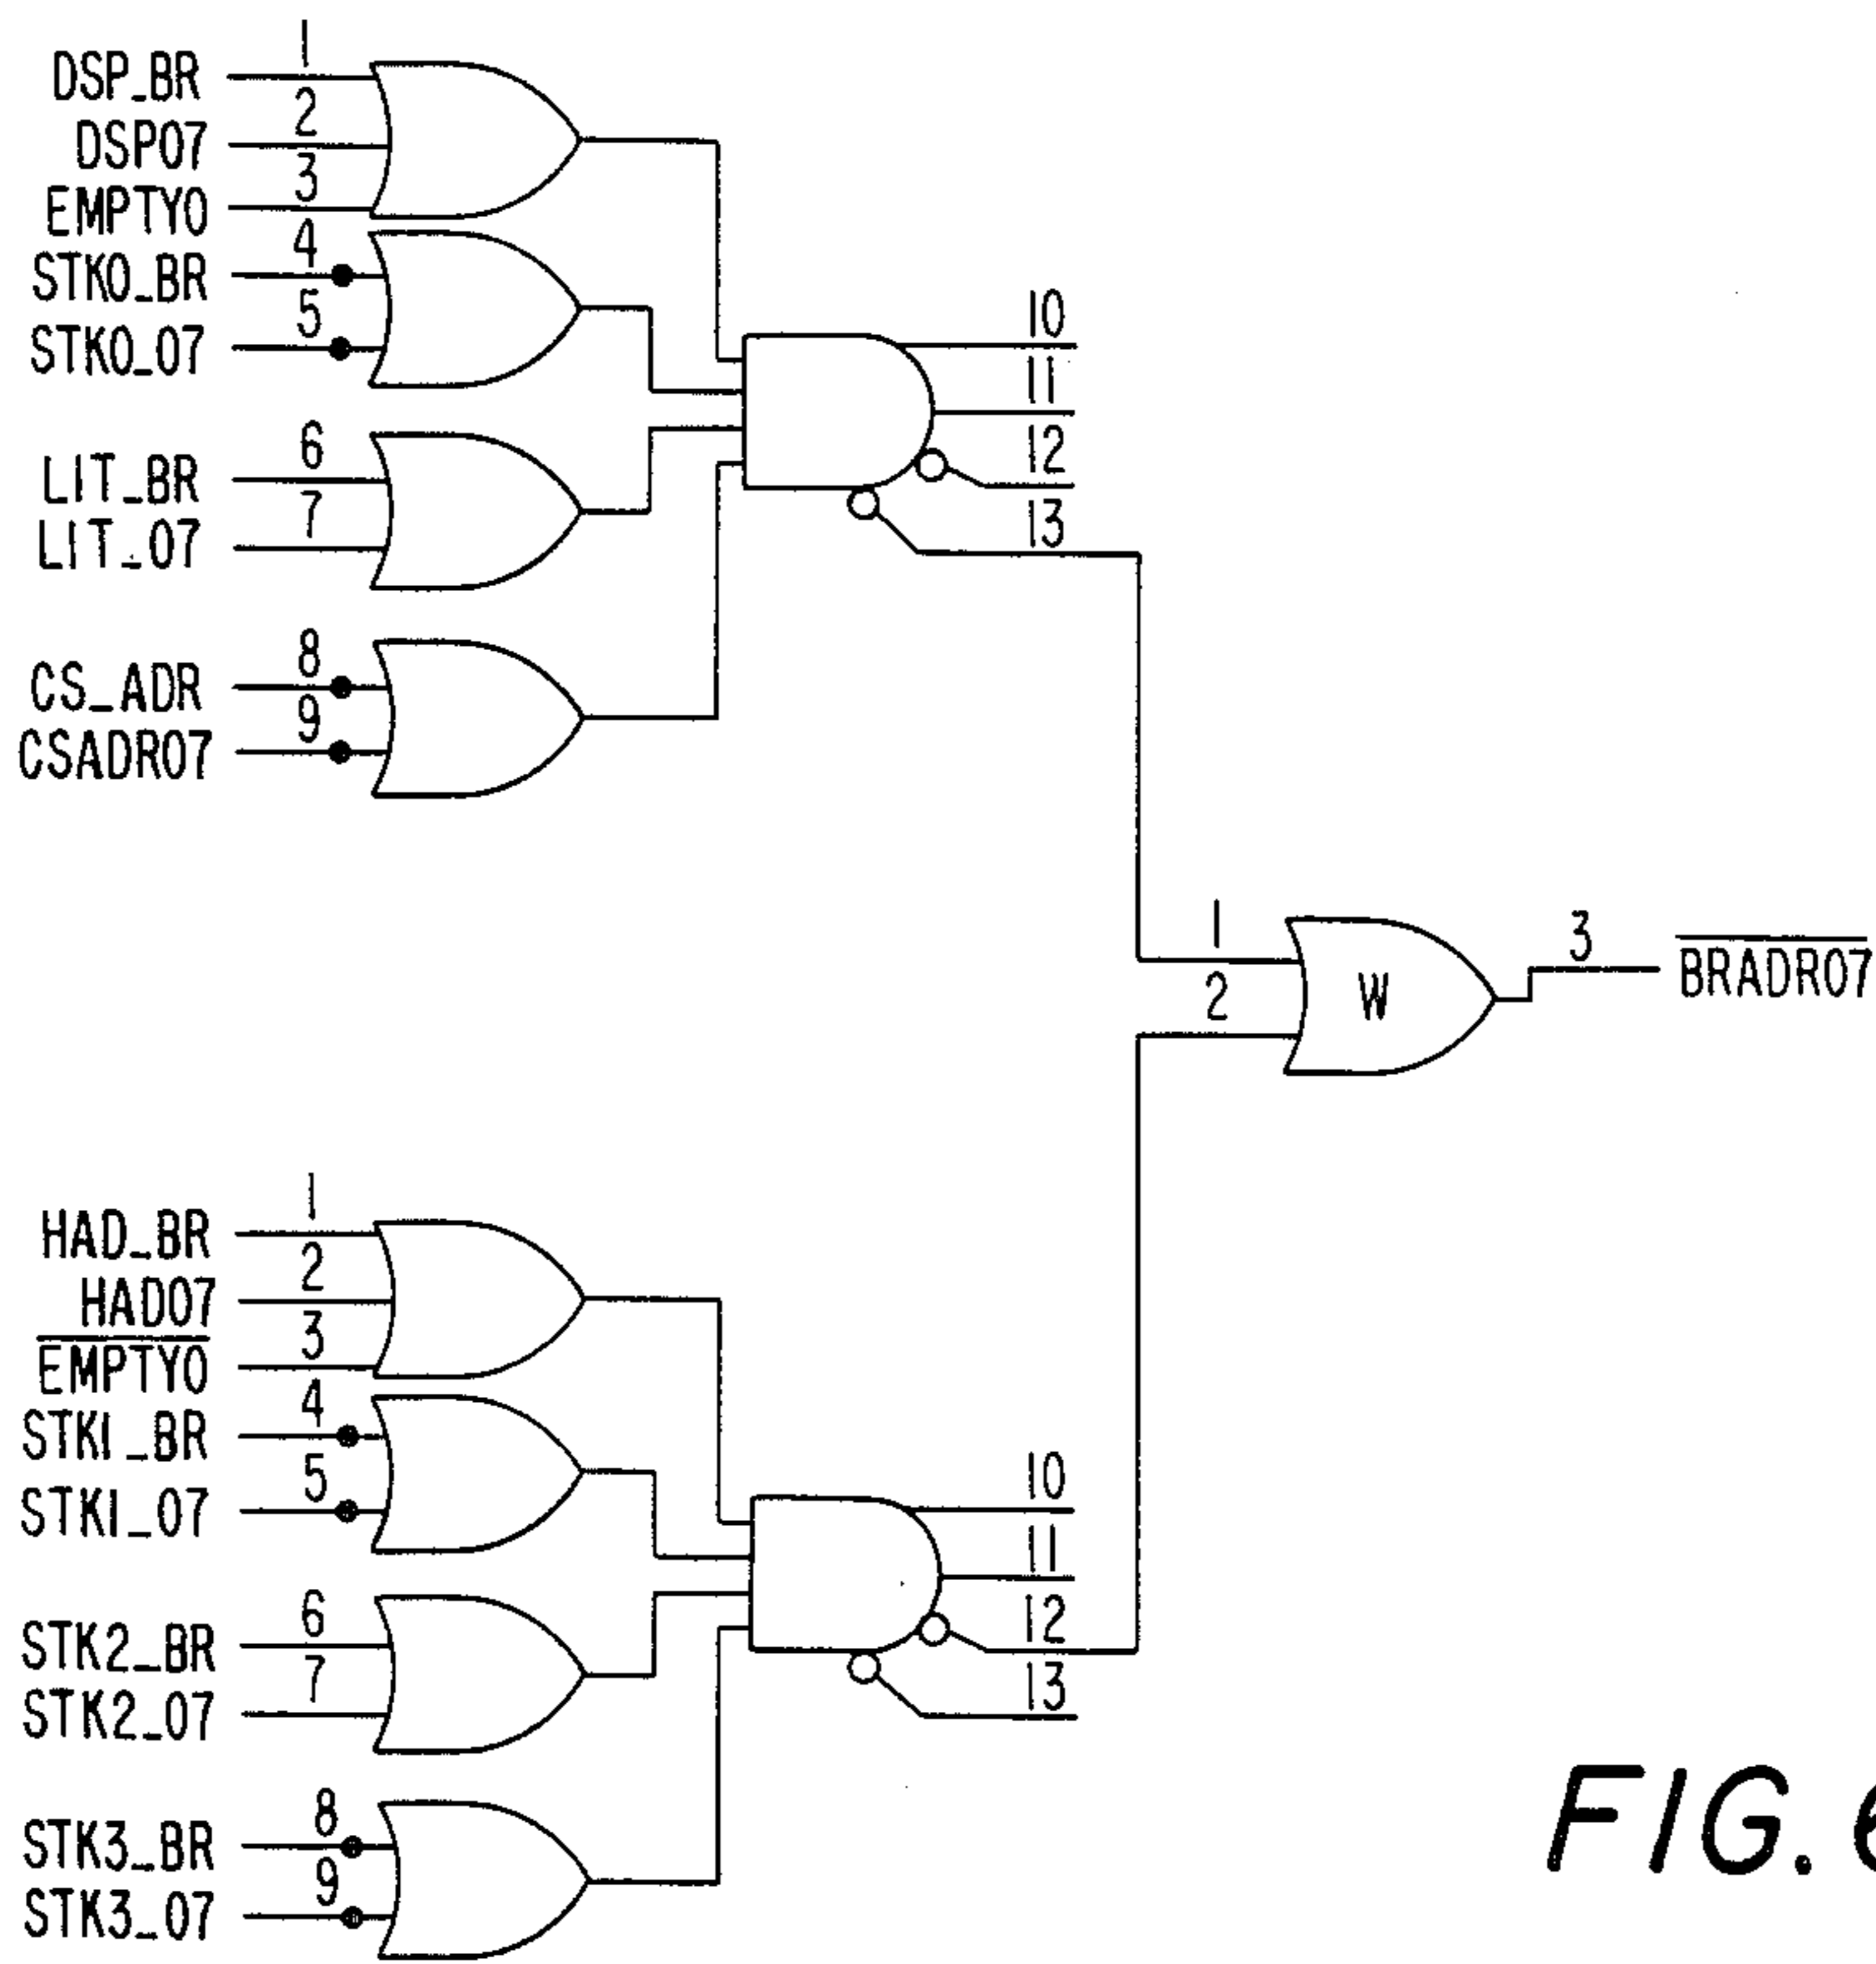 1
DSP_BR
2
DSP07
3
EMPTY0
4
STK0_BR
5
STK0_07
6
LIT_BR
7
LIT_07
8
CS_ADR
9
CSADR07
10
11
12
13
1
2
W
3
BRADR07
1
HAD_BR
2
HAD07
3
EMPTY0
4
STK1_BR
5
STK1_07
6
STK2_BR
7
STK2_07
8
STK3_BR
9
STK3_07
10
11
12
13
FIG.